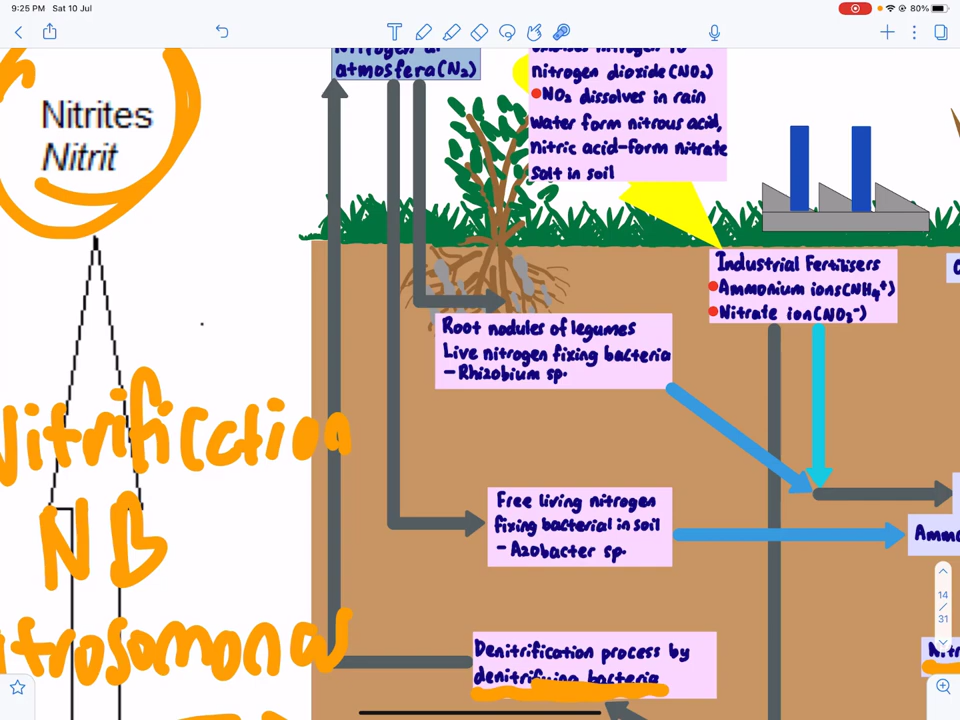 9:25 PM Sat 10 Jul
80%
Nitrites
Nitrit
Nitrification
NB
atmosfera (N₂)
nitrogen dioxide (NO₂)
NO₂ dissolves in rain
water form nitrous acid,
nitric acid-form nitrate
salt in soil
Industrial Fertilisers
Ammonium ions (NH₄⁺)
Nitrate ion (NO₃⁻)
Root nodules of legumes
Live nitrogen fixing bacteria
- Rhizobium sp.
Free living nitrogen
fixing bacterial in soil
- Azobacter sp.
Denitrification process by
denitrifying bacteria
14
/
31